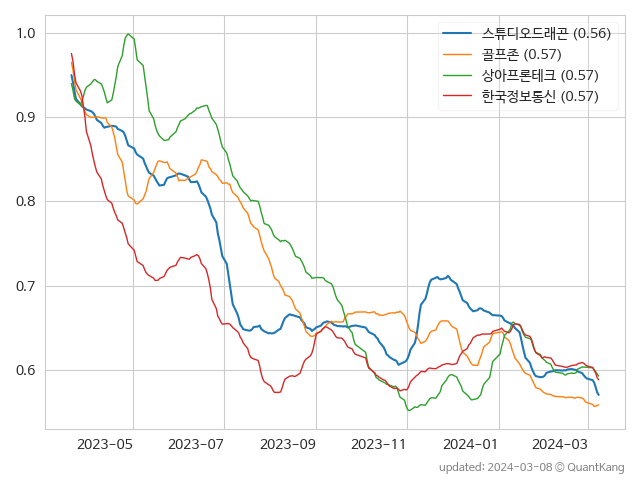 1.0
0.9
0.8
0.7
0.6
스튜디오드래곤 (0.56)
골프존 (0.57)
상아프론테크 (0.57)
한국정보통신 (0.57)
2023-05 2023-07 2023-09 2023-11 2024-01 2024-03
updated: 2024-03-08 © QuantKang